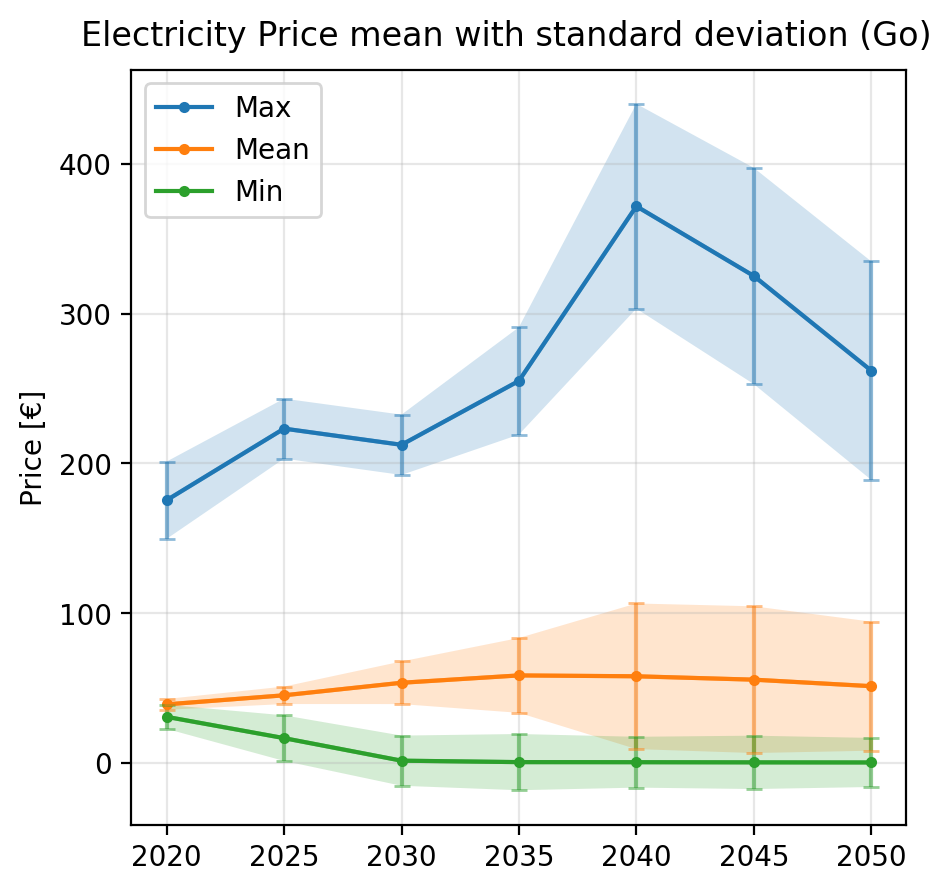 Electricity Price mean with standard deviation (Go)
Max
Mean
Min
Price [€]
400
300
200
100
0
2020 2025 2030 2035 2040 2045 2050